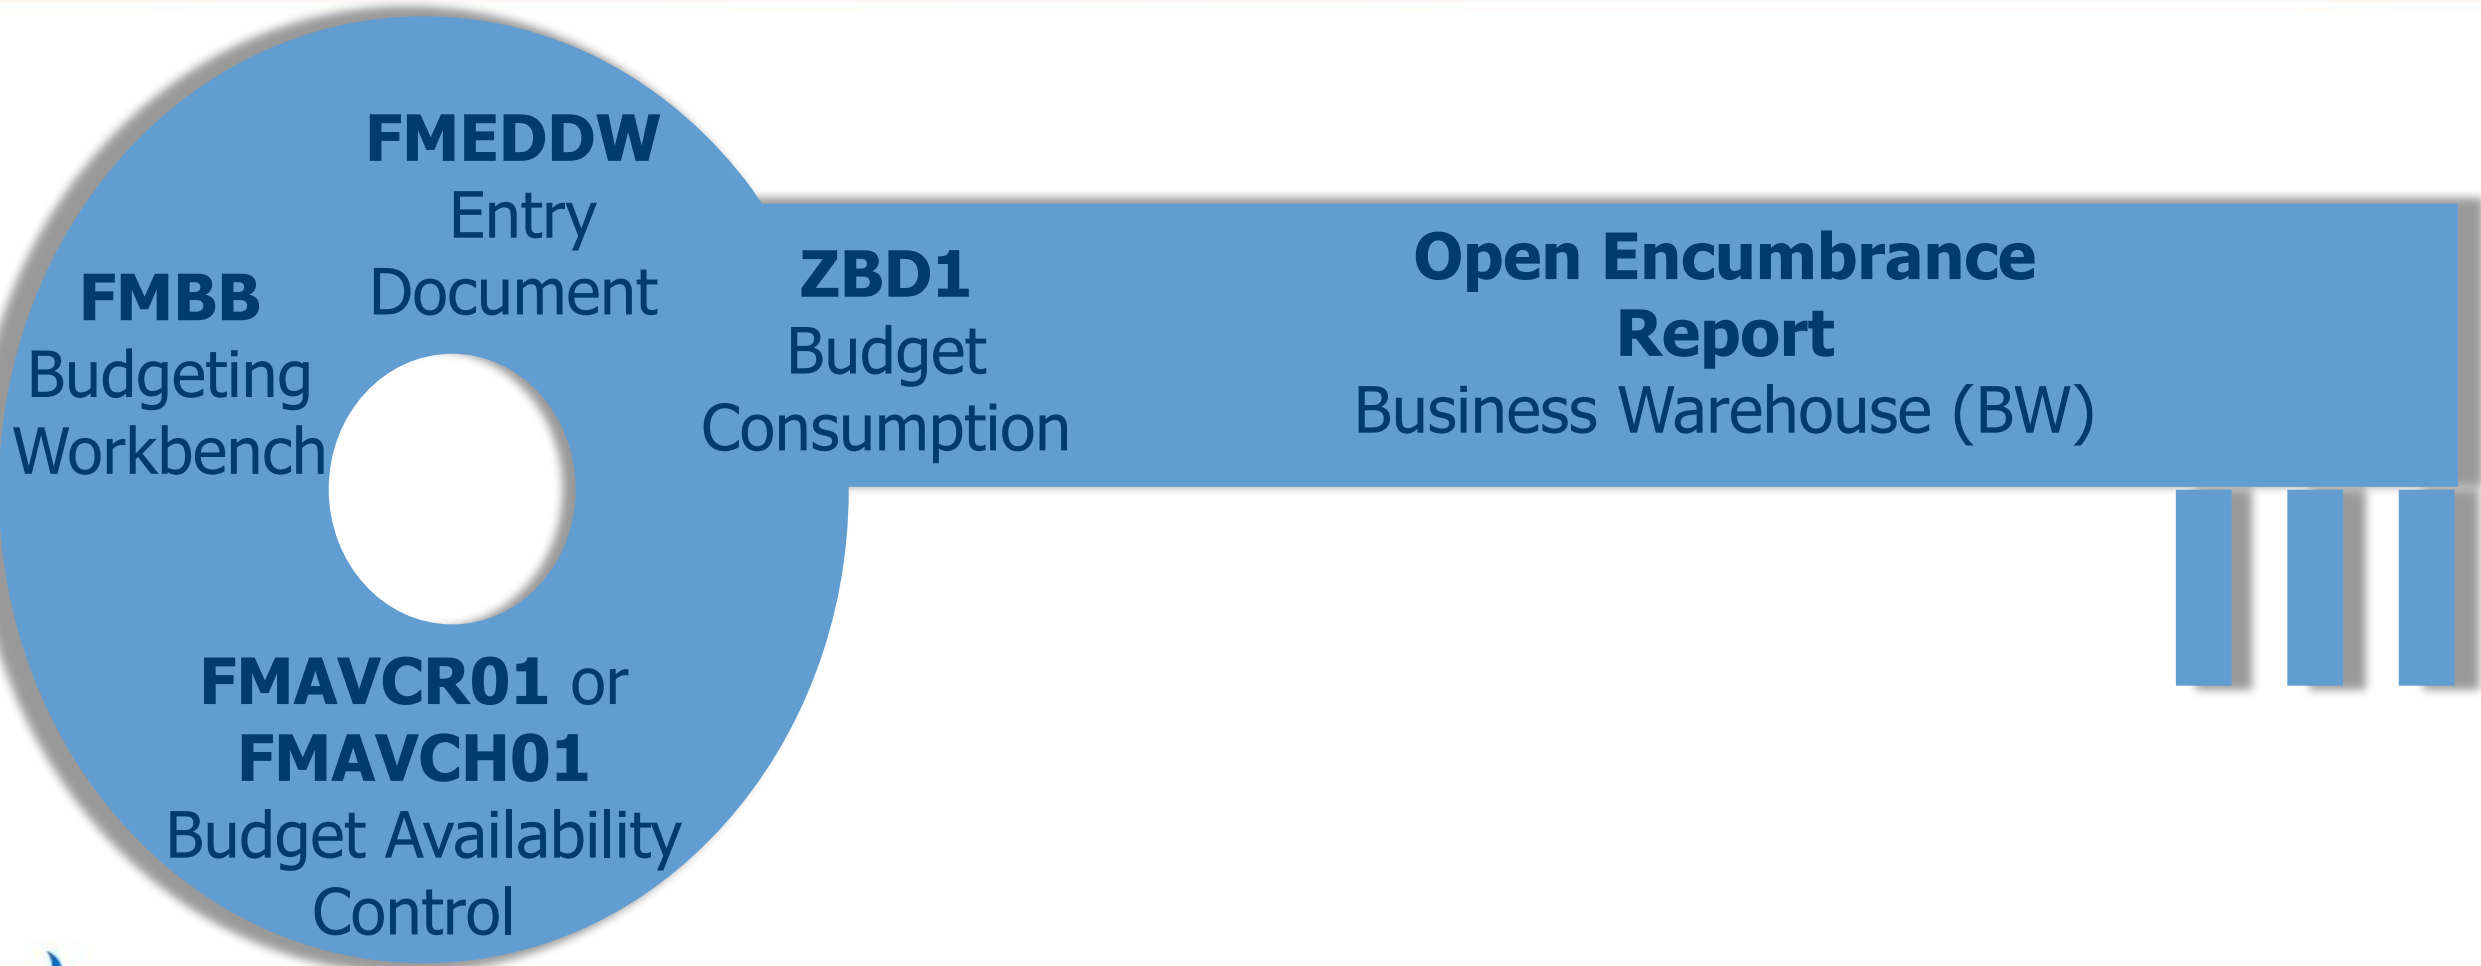 FMEDDW
Entry
Document
FMBB
Budgeting
Workbench
ZBD1
Budget
Consumption
Open Encumbrance
Report
Business Warehouse (BW)
FMAVCR01 or
FMAVCH01
Budget Availability
Control